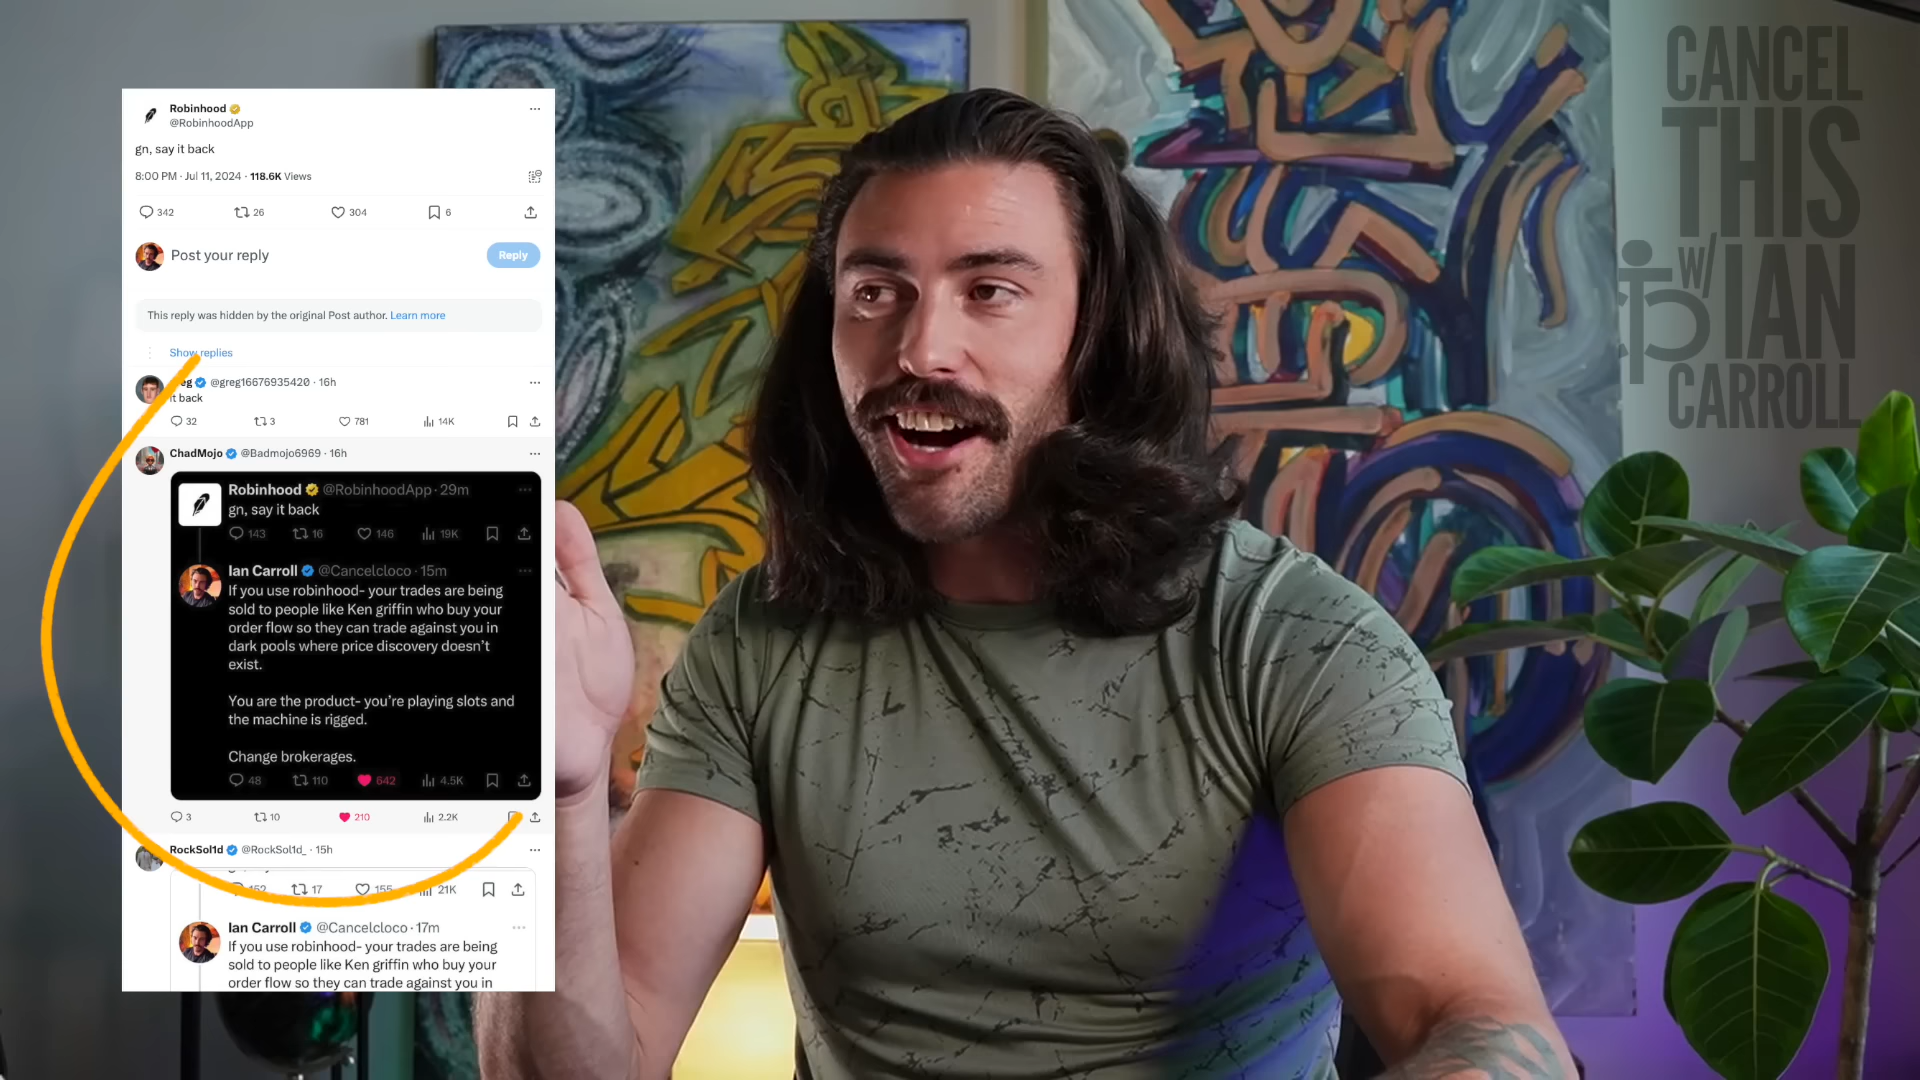 Robinhood
@RobinhoodApp
gn, say it back
8:00 PM · Jul 11, 2024 · 118.6K Views
342 26 304 6
Post your reply
Reply
This reply was hidden by the original Post author. Learn more
Show replies
@greg16676935420 · 16h
it back
32 3 781 14K
ChadMojo @Badmojo6969 · 16h
Robinhood @RobinhoodApp · 29m
gn, say it back
143 16 146 19K
Ian Carroll @Cancelcloco · 15m
If you use robinhood- your trades are being
sold to people like Ken griffin who buy your
order flow so they can trade against you in
dark pools where price discovery doesn't
exist.
You are the product- you're playing slots and
the machine is rigged.
Change brokerages.
48 110 642 4.5K
3 10 210 2.2K
RockSol1d @RockSol1d_ · 15h
17 155 21K
Ian Carroll @Cancelcloco · 17m
If you use robinhood- your trades are being
sold to people like Ken griffin who buy your
order flow so they can trade against you in
CANCEL
THIS
W/ IAN
CARROLL